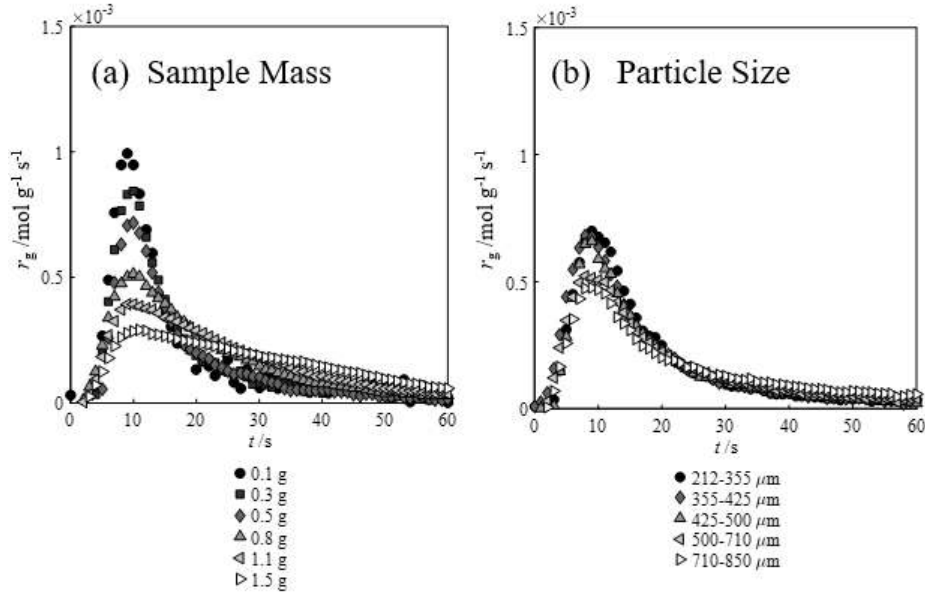 ×10⁻³
1.5
(a) Sample Mass
1
r_g /mol g⁻¹ s⁻¹
0.5
0
0 10 20 30 40 50 60
t /s
0.1 g
0.3 g
0.5 g
0.8 g
1.1 g
1.5 g
×10⁻³
1.5
(b) Particle Size
1
r_g /mol g⁻¹ s⁻¹
0.5
0
0 10 20 30 40 50 60
t /s
212-355 μm
355-425 μm
425-500 μm
500-710 μm
710-850 μm